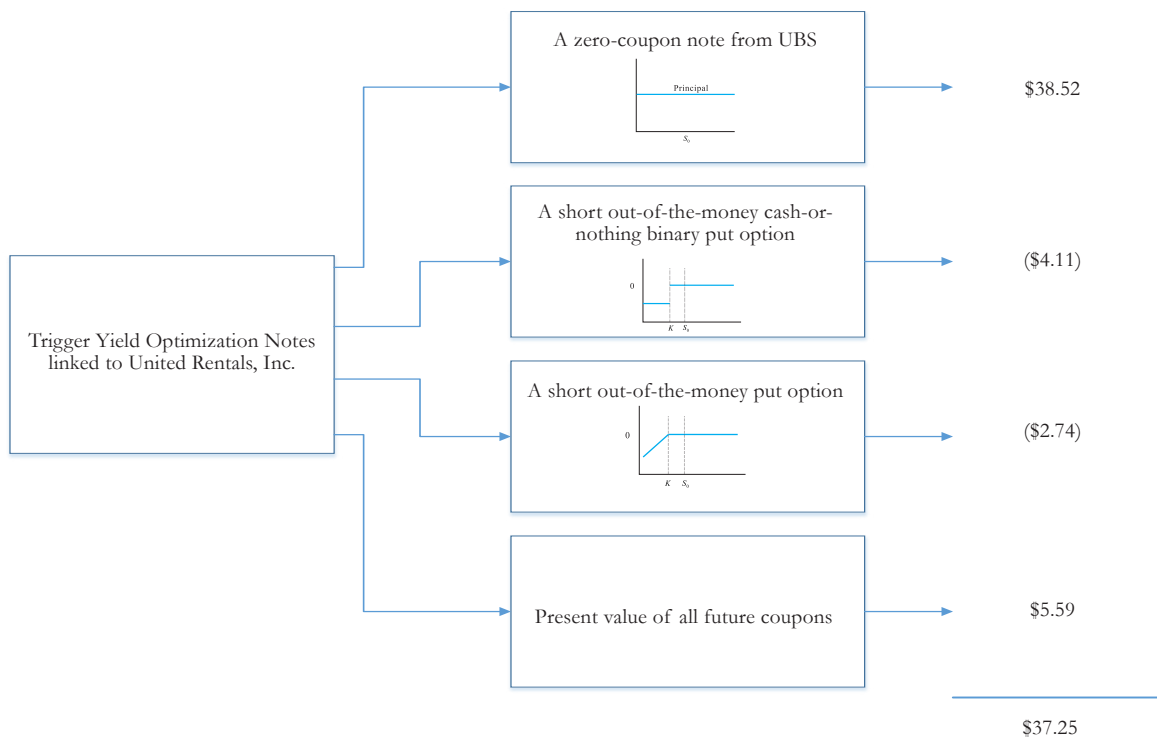 A zero-coupon note from UBS
Principal
S0
$38.52
A short out-of-the-money cash-or-
nothing binary put option
0
K
S0
($4.11)
Trigger Yield Optimization Notes
linked to United Rentals, Inc.
A short out-of-the-money put option
0
K
S0
($2.74)
Present value of all future coupons
$5.59
$37.25